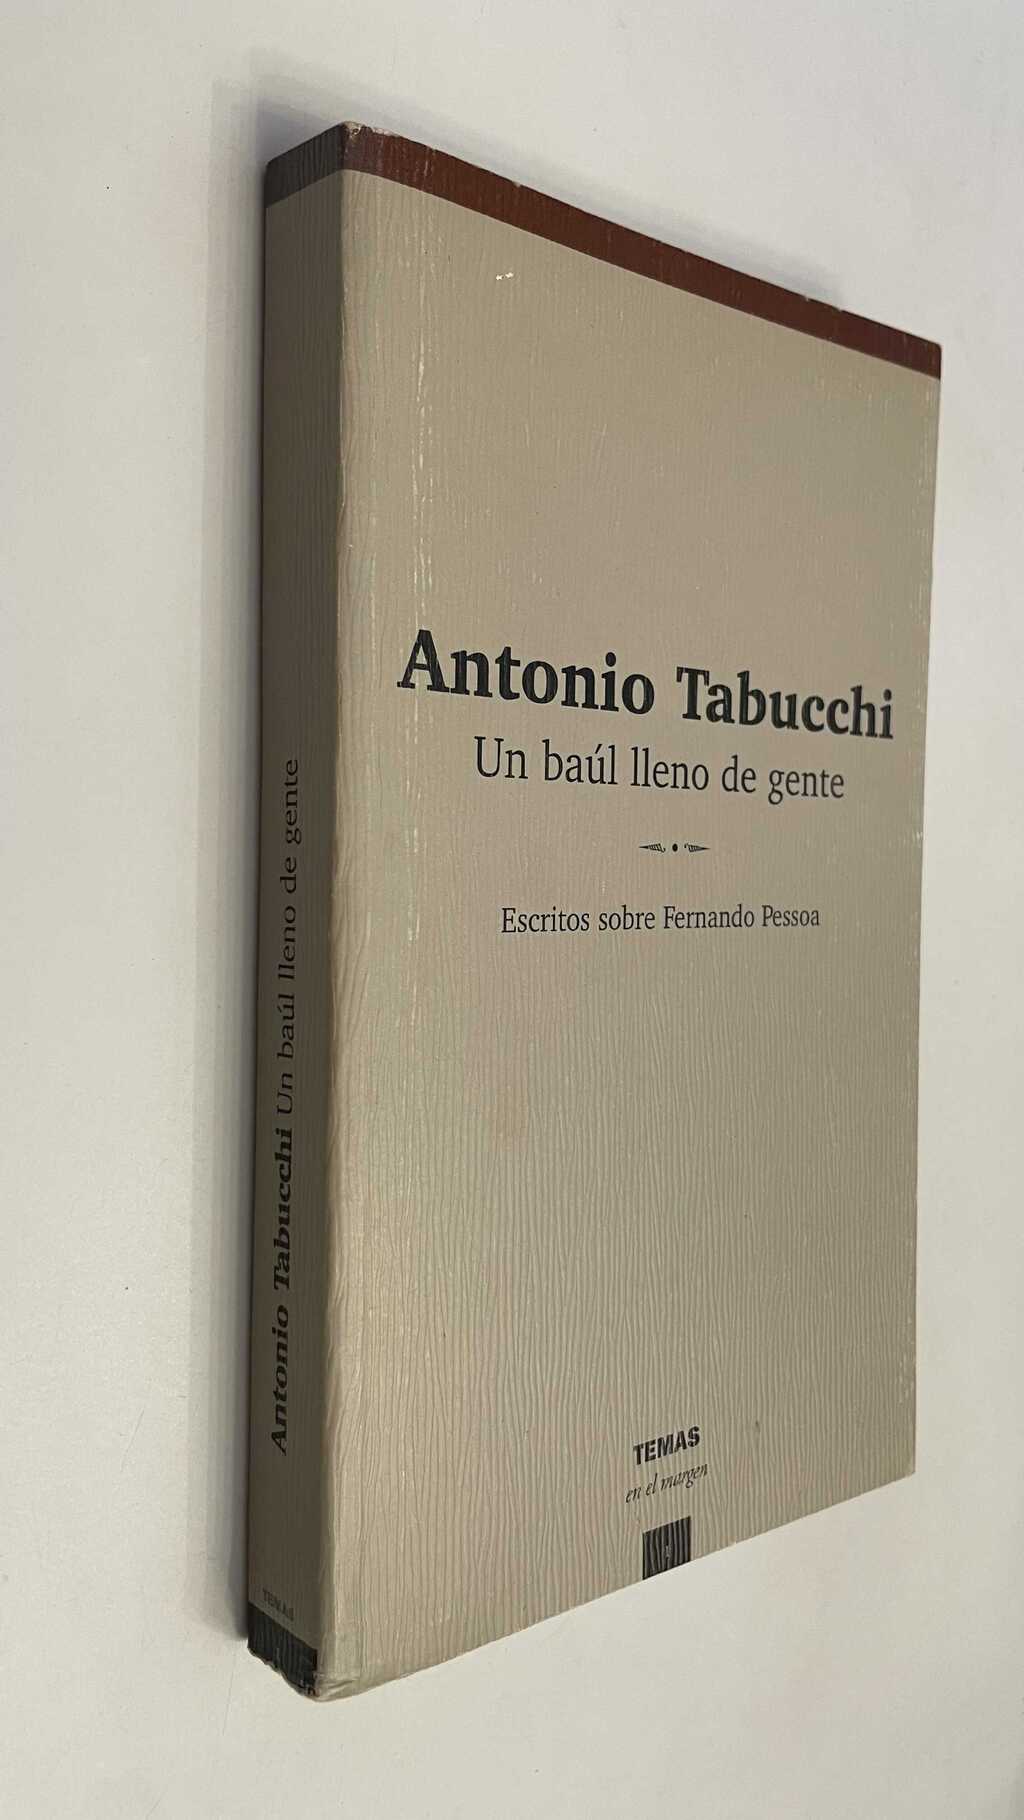 Antonio Tabucchi
Un baúl lleno de gente
Escritos sobre Fernando Pessoa
TEMAS
en el margen
Antonio Tabucchi Un baúl lleno de gente
TEMAS